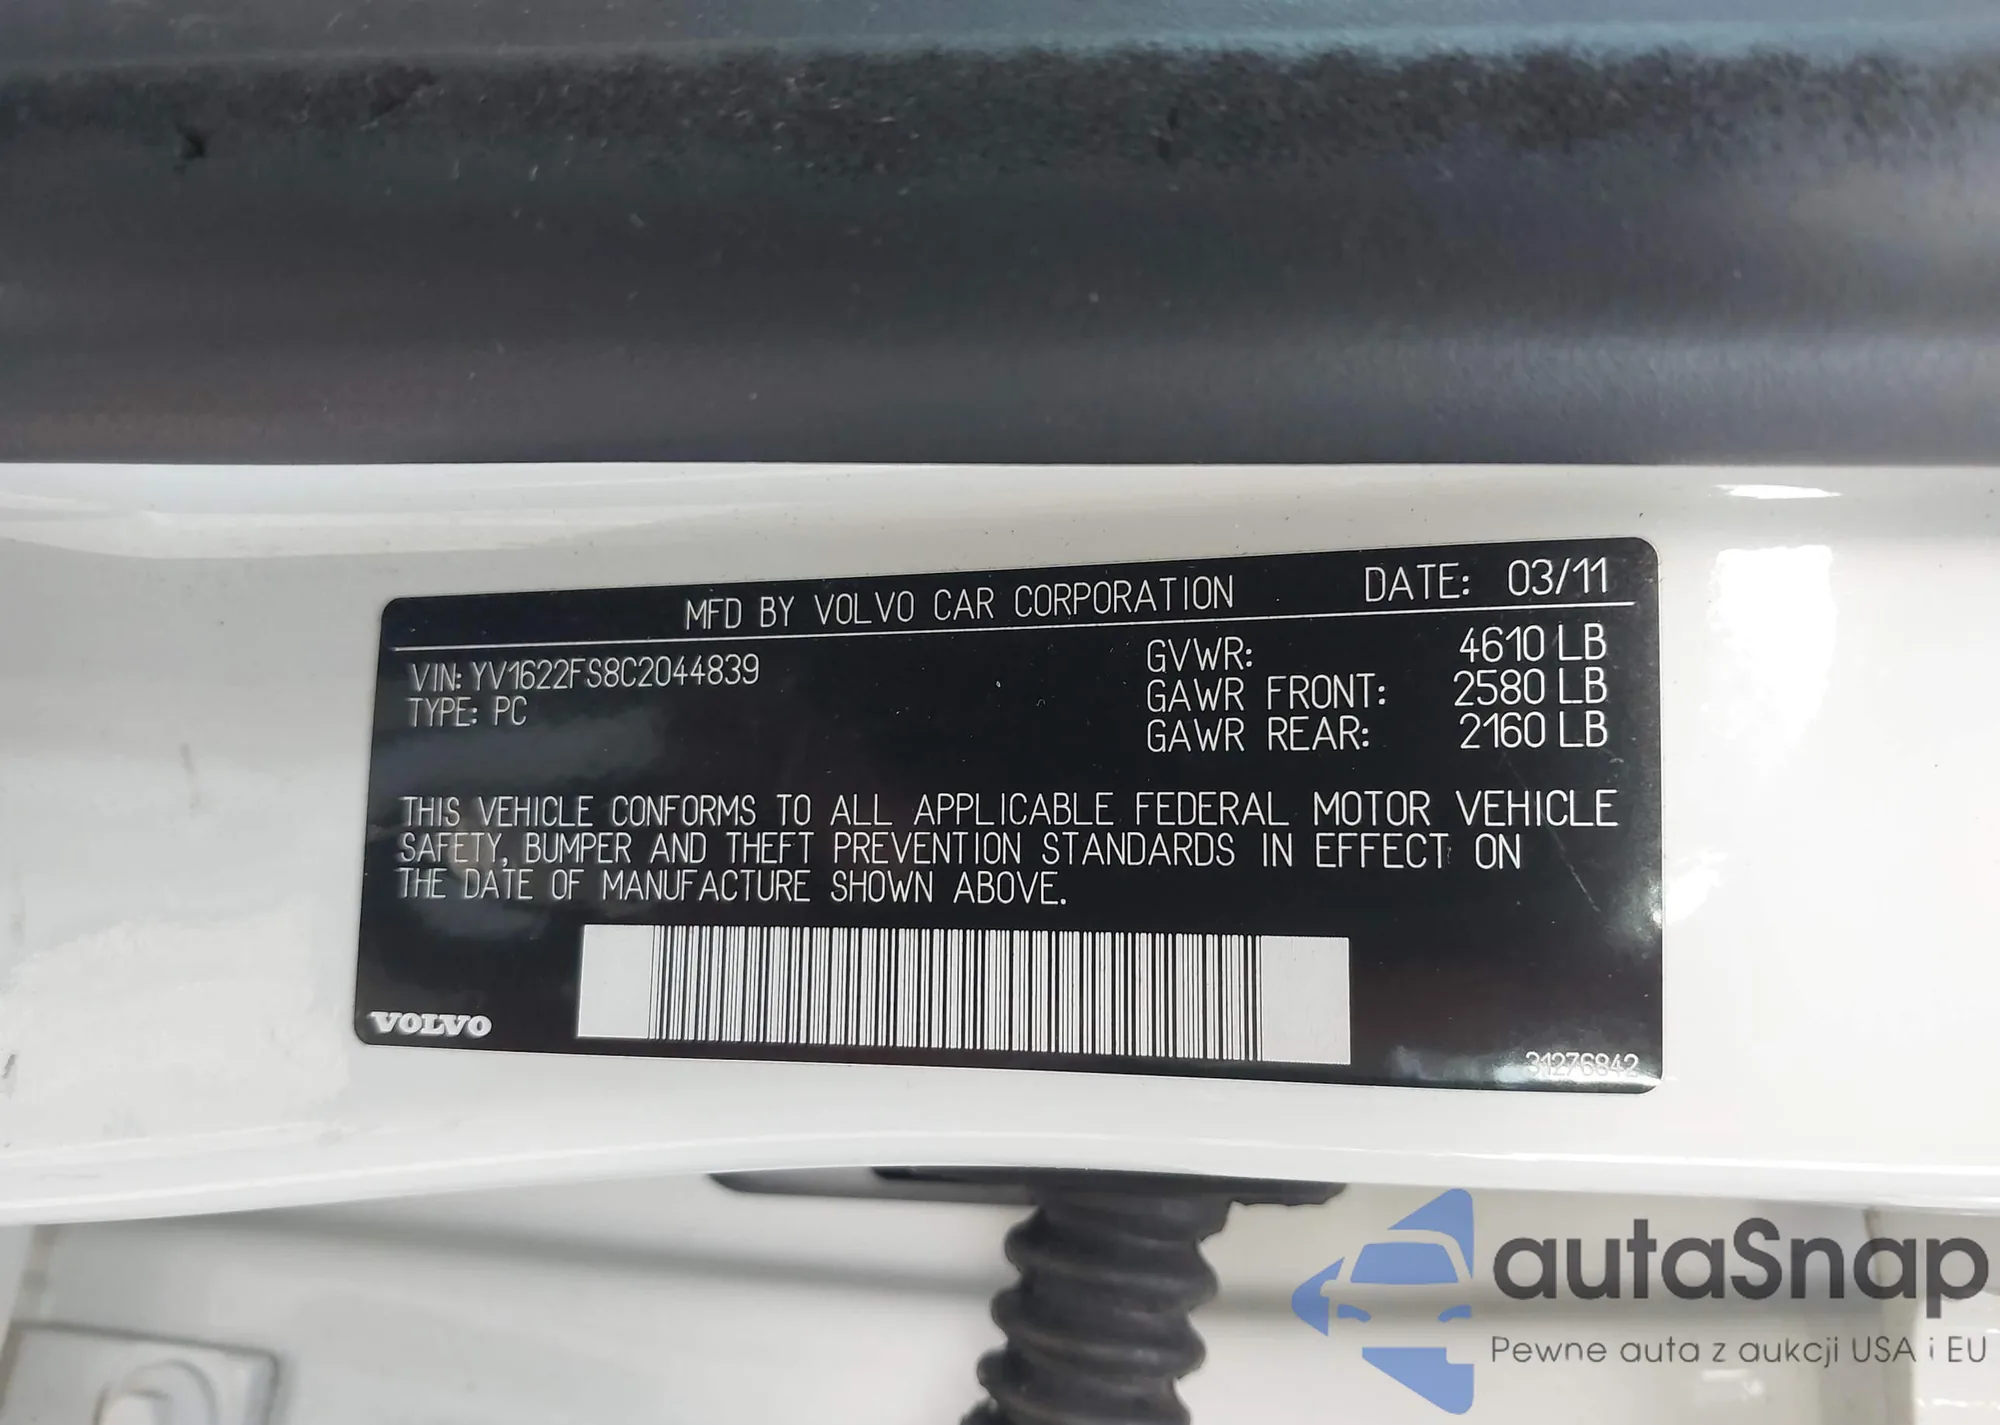 MFD BY VOLVO CAR CORPORATION DATE: 03/11
VIN: YV1622FS8C2044839
TYPE: PC
GVWR: 4610 LB
GAWR FRONT: 2580 LB
GAWR REAR: 2160 LB
THIS VEHICLE CONFORMS TO ALL APPLICABLE FEDERAL MOTOR VEHICLE
SAFETY, BUMPER AND THEFT PREVENTION STANDARDS IN EFFECT ON
THE DATE OF MANUFACTURE SHOWN ABOVE.
VOLVO
31276842
autaSnap
Pewne auta z aukcji USA i EU